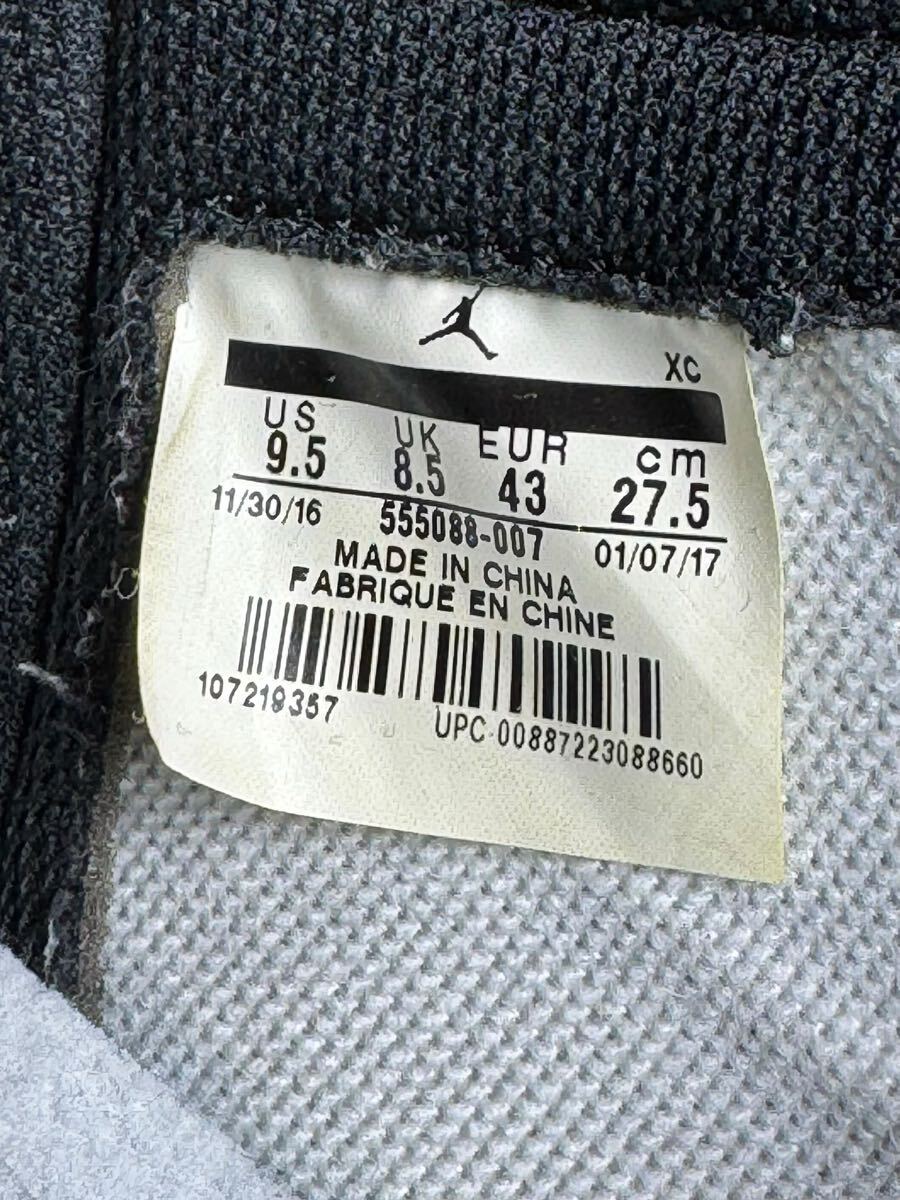 XC
US UK EUR cm
9.5 8.5 43 27.5
11/30/16 555088-007 01/07/17
MADE IN CHINA
FABRIQUE EN CHINE
107219357
UPC-00887223088660